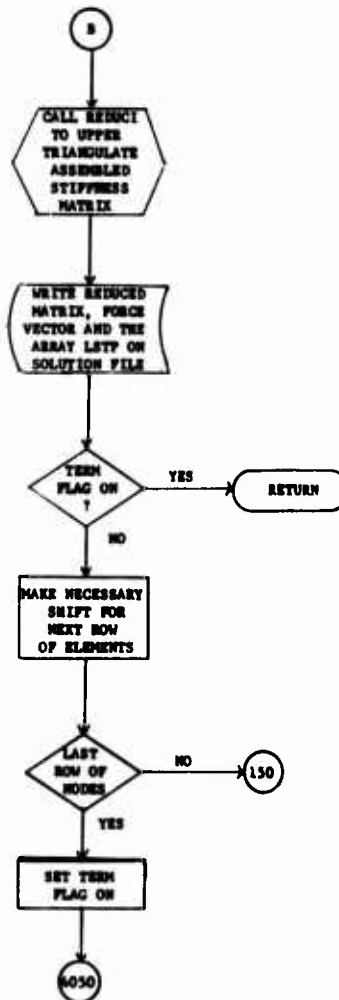 B
CALL REDUC1
TO UPPER
TRIANGULATE
ASSEMBLED
STIFFNESS
MATRIX
WRITE REDUCED
MATRIX, FORCE
VECTOR AND THE
ARRAY LSTF ON
SOLUTION FILE
TERM
FLAG ON
?
YES
RETURN
NO
MAKE NECESSARY
SHIFT FOR
NEXT ROW
OF ELEMENTS
LAST
ROW OF
NODES
NO
150
YES
SET TERM
FLAG ON
6050